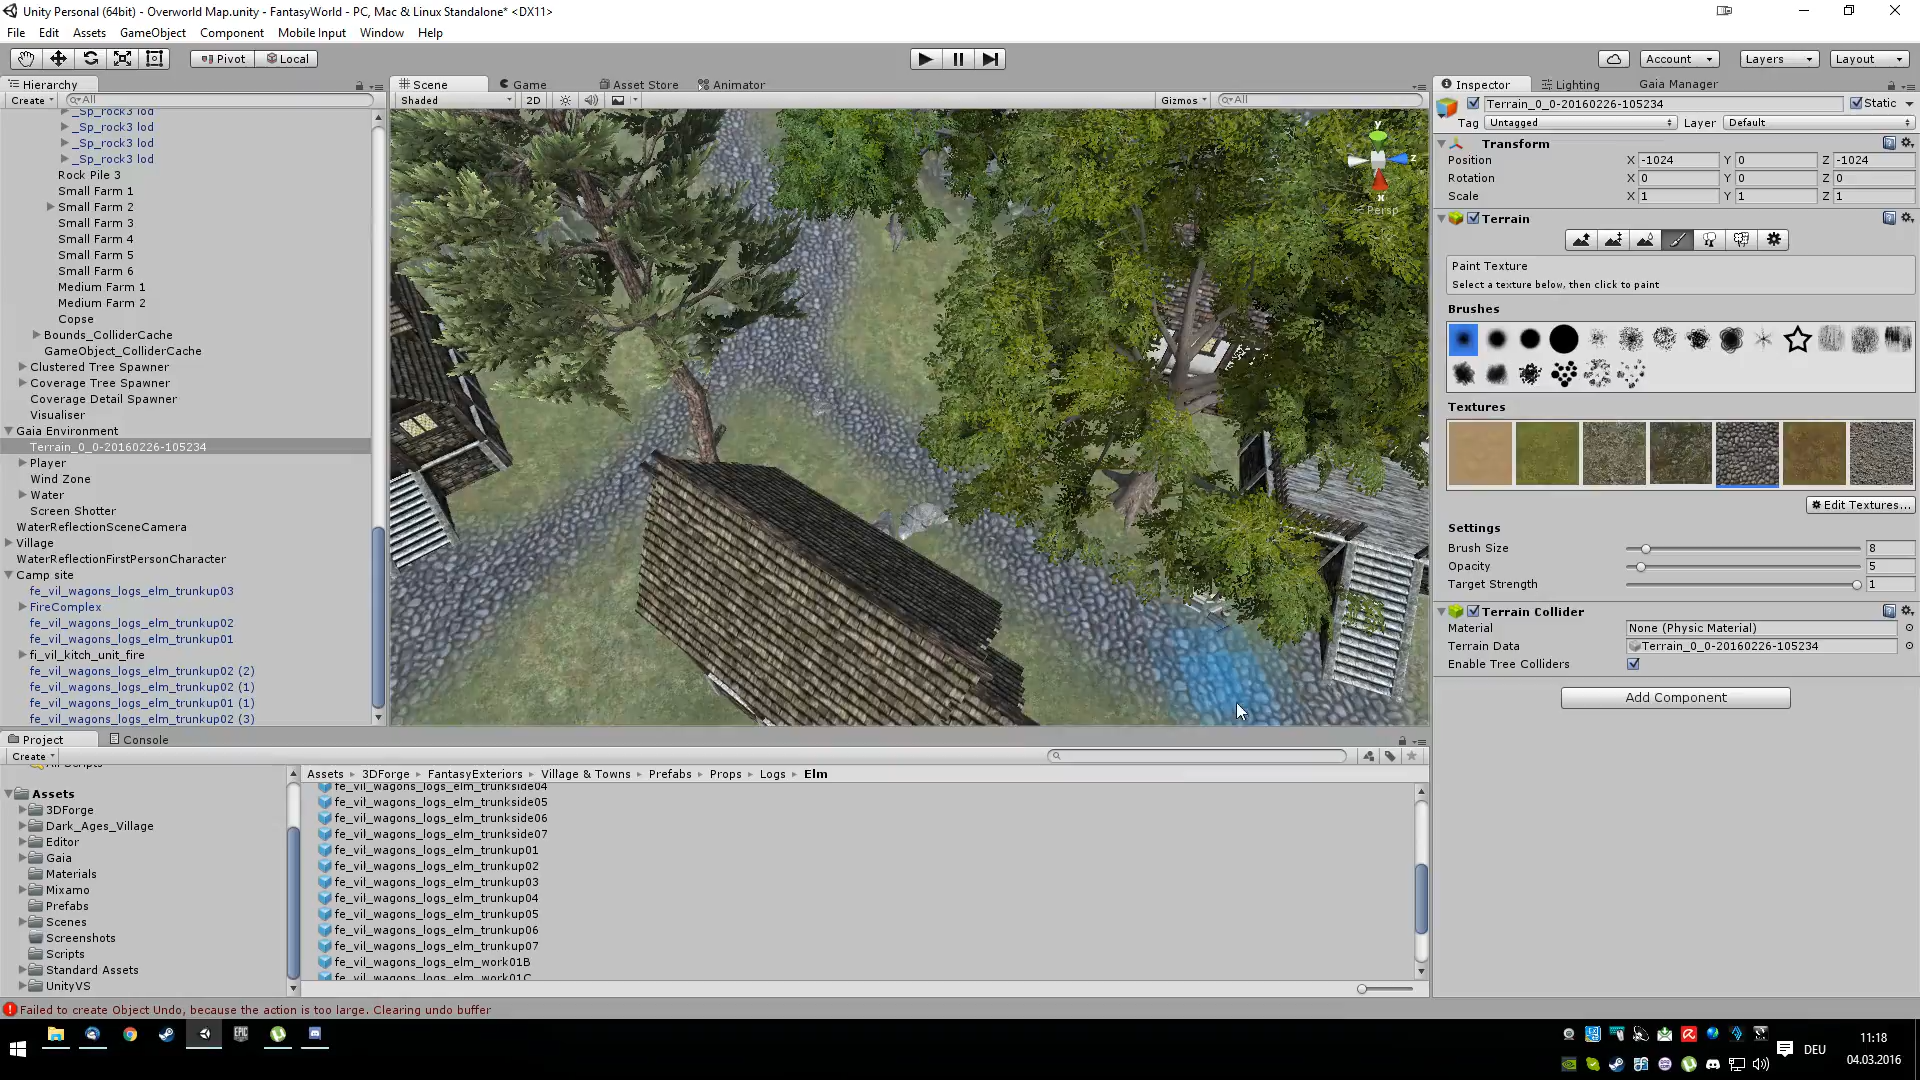 Unity Personal (64bit) - Overworld Map.unity - FantasyWorld - PC, Mac & Linux Standalone* <DX11>
File Edit Assets GameObject Component Mobile Input Window Help
Pivot Local Account Layers Layout
Hierarchy Scene Game Asset Store Animator Inspector Lighting Gaia Manager
Create All Shaded 2D Gizmos All
_Sp_rock3 lod
_Sp_rock3 lod
_Sp_rock3 lod
_Sp_rock3 lod
Rock Pile 3
Small Farm 1
Small Farm 2
Small Farm 3
Small Farm 4
Small Farm 5
Small Farm 6
Medium Farm 1
Medium Farm 2
Copse
Bounds_ColliderCache
GameObject_ColliderCache
Clustered Tree Spawner
Coverage Tree Spawner
Coverage Detail Spawner
Visualiser
Gaia Environment
Terrain_0_0-20160226-105234
Player
Wind Zone
Water
Screen Shotter
WaterReflectionSceneCamera
Village
WaterReflectionFirstPersonCharacter
Camp site
fe_vil_wagons_logs_elm_trunkup03
FireComplex
fe_vil_wagons_logs_elm_trunkup02
fe_vil_wagons_logs_elm_trunkup01
fi_vil_kitch_unit_fire
fe_vil_wagons_logs_elm_trunkup02 (2)
fe_vil_wagons_logs_elm_trunkup02 (1)
fe_vil_wagons_logs_elm_trunkup01 (1)
fe_vil_wagons_logs_elm_trunkup02 (3)
y
z
x
Persp
Terrain_0_0-20160226-105234 Static
Tag Untagged Layer Default
Transform
Position X -1024 Y 0 Z -1024
Rotation X 0 Y 0 Z 0
Scale X 1 Y 1 Z 1
Terrain
Paint Texture
Select a texture below, then click to paint
Brushes
Textures
Edit Textures...
Settings
Brush Size 8
Opacity 5
Target Strength 1
Terrain Collider
Material None (Physic Material)
Terrain Data Terrain_0_0-20160226-105234
Enable Tree Colliders
Add Component
Project Console
Create
All Scripts
Assets
3DForge
Dark_Ages_Village
Editor
Gaia
Materials
Mixamo
Prefabs
Scenes
Screenshots
Scripts
Standard Assets
UnityVS
Assets 3DForge FantasyExteriors Village & Towns Prefabs Props Logs Elm
fe_vil_wagons_logs_elm_trunkside04
fe_vil_wagons_logs_elm_trunkside05
fe_vil_wagons_logs_elm_trunkside06
fe_vil_wagons_logs_elm_trunkside07
fe_vil_wagons_logs_elm_trunkup01
fe_vil_wagons_logs_elm_trunkup02
fe_vil_wagons_logs_elm_trunkup03
fe_vil_wagons_logs_elm_trunkup04
fe_vil_wagons_logs_elm_trunkup05
fe_vil_wagons_logs_elm_trunkup06
fe_vil_wagons_logs_elm_trunkup07
fe_vil_wagons_logs_elm_work01B
fe_vil_wagons_logs_elm_work01C
Failed to create Object Undo, because the action is too large. Clearing undo buffer
EPIC
DEU
11:18
04.03.2016